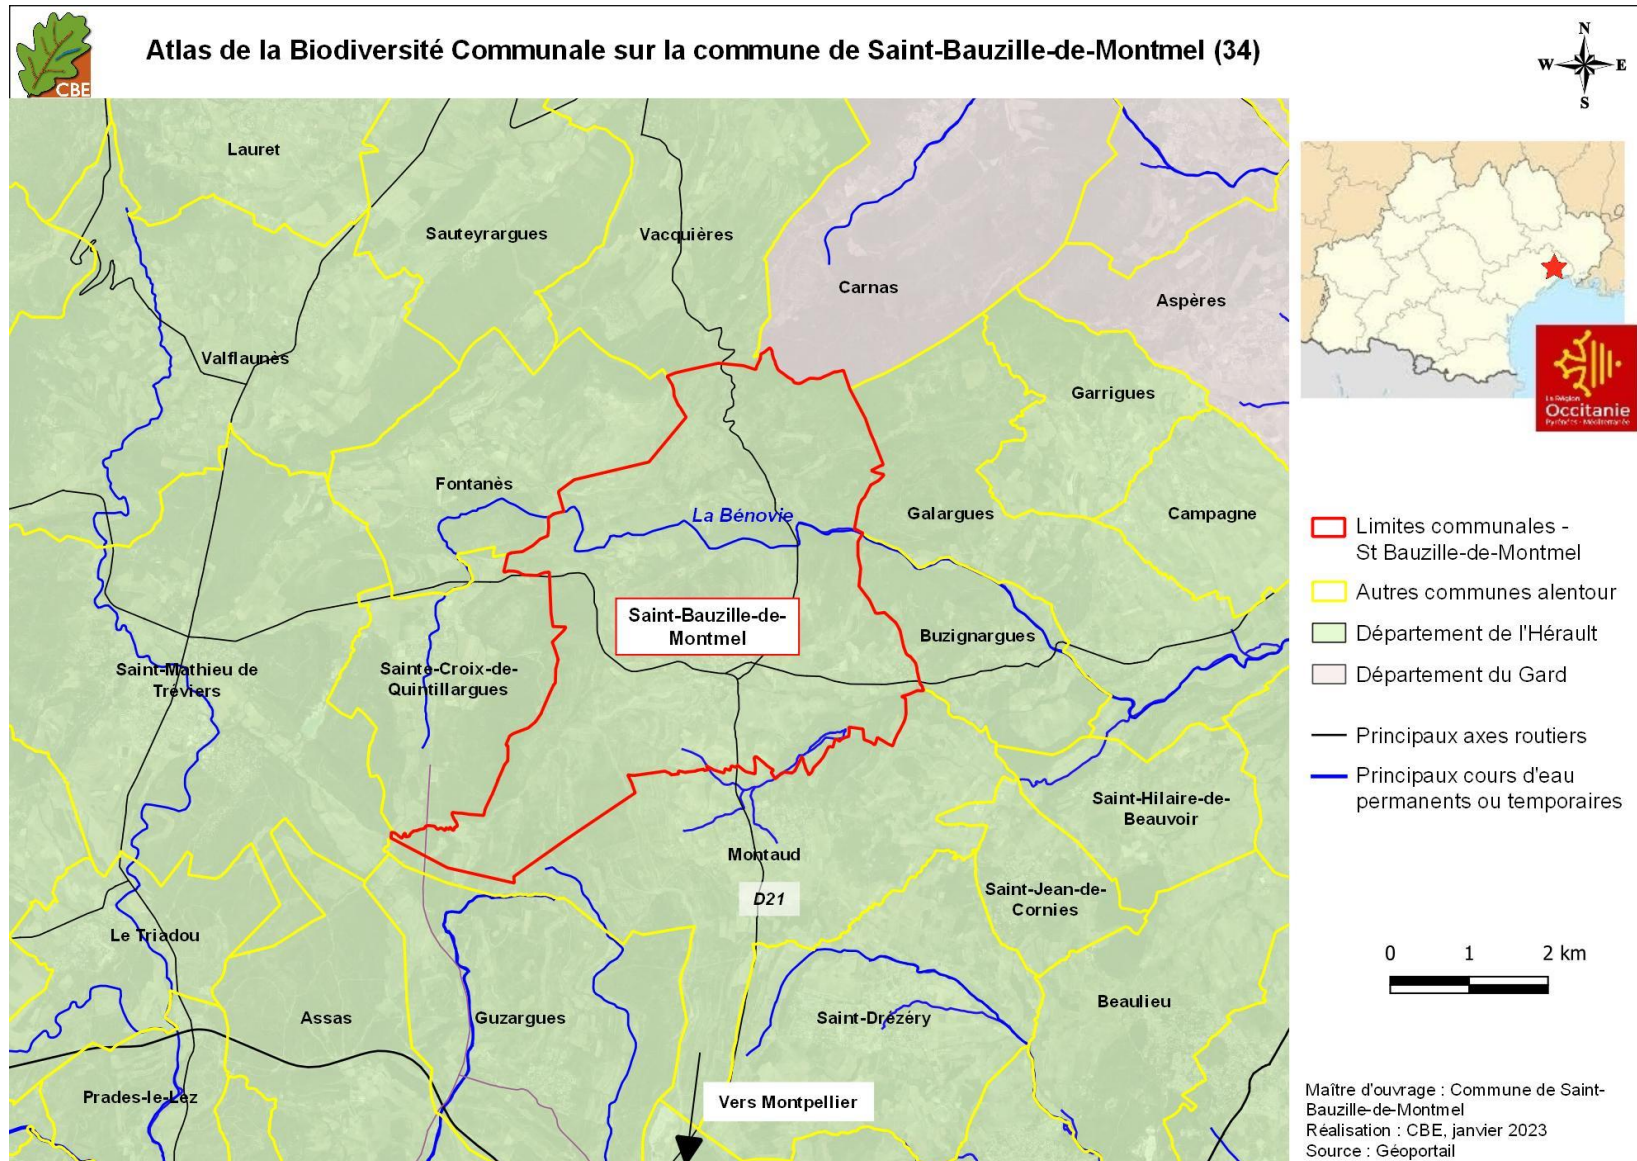 Atlas de la Biodiversité Communale sur la commune de Saint-Bauzille-de-Montmel (34)
CBE
N
W
E
S
Lauret
Sauteyrargues
Vacquières
Carnas
Aspères
Valflaunès
Garrigues
La Région
Occitanie
Pyrénées - Méditerranée
Fontanès
La Bénovie
Galargues
Campagne
Saint-Bauzille-de-
Montmel
Buzignargues
Saint-Mathieu de
Tréviers
Sainte-Croix-de-
Quintillargues
Saint-Hilaire-de-
Beauvoir
Montaud
D21
Saint-Jean-de-
Cornies
Le Triadou
Beaulieu
Assas
Guzargues
Saint-Drézéry
Prades-le-Lez
Vers Montpellier
Limites communales -
St Bauzille-de-Montmel
Autres communes alentour
Département de l'Hérault
Département du Gard
Principaux axes routiers
Principaux cours d'eau
permanents ou temporaires
0 1 2 km
Maître d'ouvrage : Commune de Saint-
Bauzille-de-Montmel
Réalisation : CBE, janvier 2023
Source : Géoportail